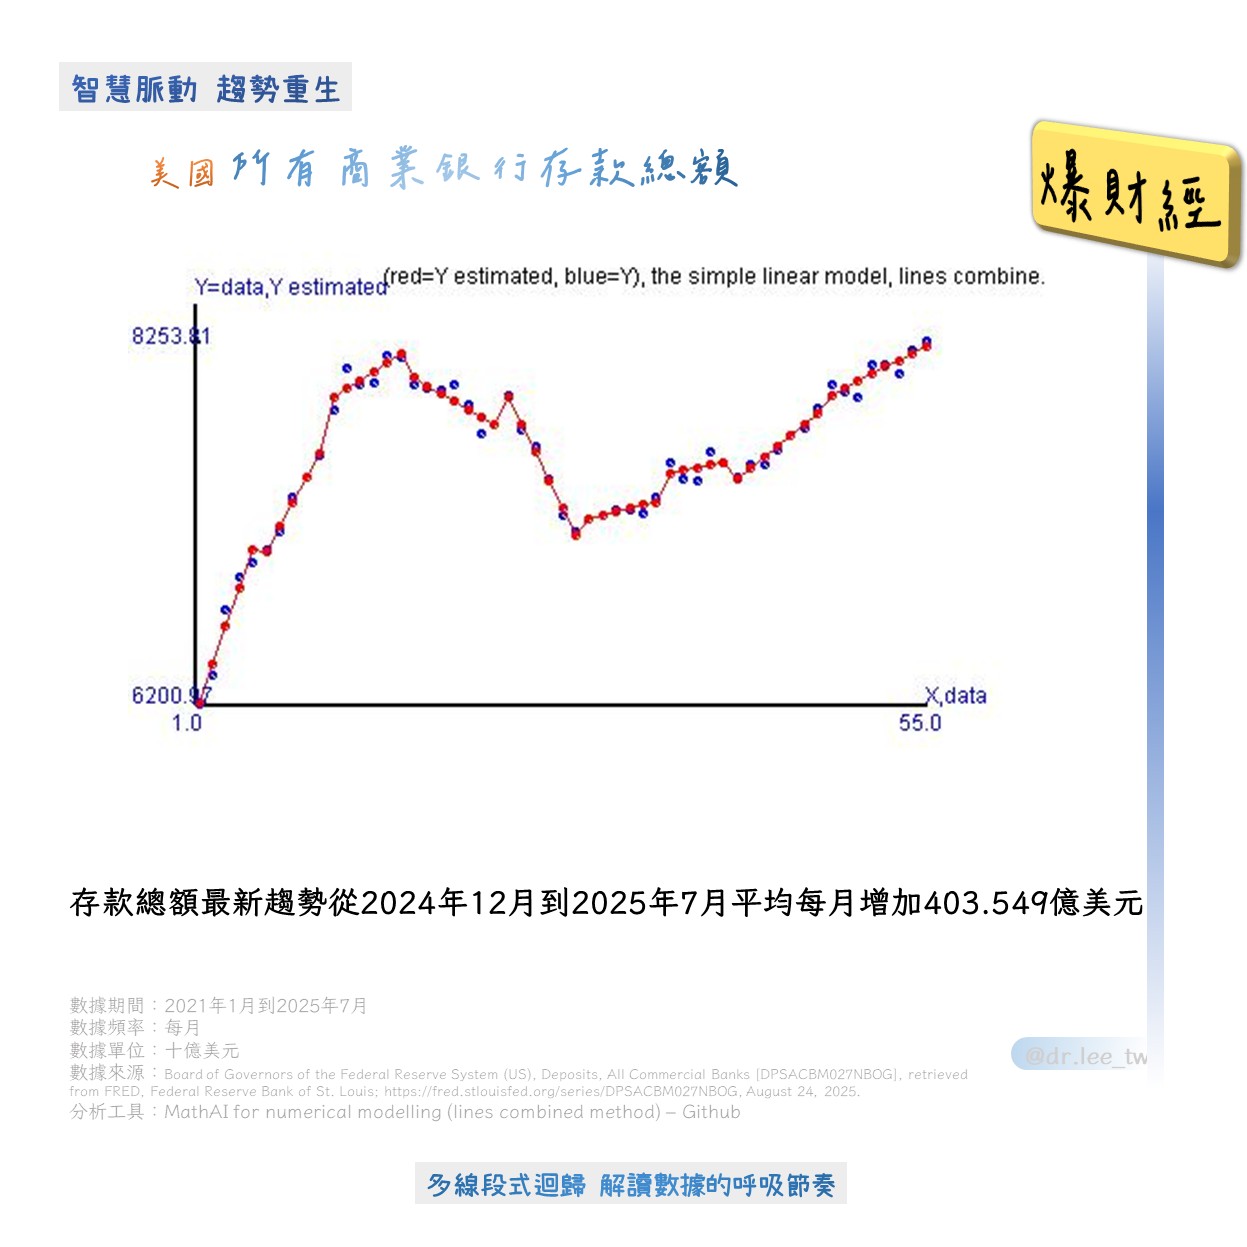 智慧脈動 趨勢重生
美國所有商業銀行存款總額
爆財經
(red=Y estimated, blue=Y), the simple linear model, lines combine.
Y=data,Y estimated
8253.81
6200.97
X,data
1.0
55.0
存款總額最新趨勢從2024年12月到2025年7月平均每月增加403.549億美元
數據期間：2021年1月到2025年7月
數據頻率：每月
數據單位：十億美元
@dr.lee_tw
數據來源：Board of Governors of the Federal Reserve System (US), Deposits, All Commercial Banks [DPSACBM027NBOG], retrieved
from FRED, Federal Reserve Bank of St. Louis; https://fred.stlouisfed.org/series/DPSACBM027NBOG, August 24, 2025.
分析工具：MathAI for numerical modelling (lines combined method) – Github
多線段式迴歸 解讀數據的呼吸節奏